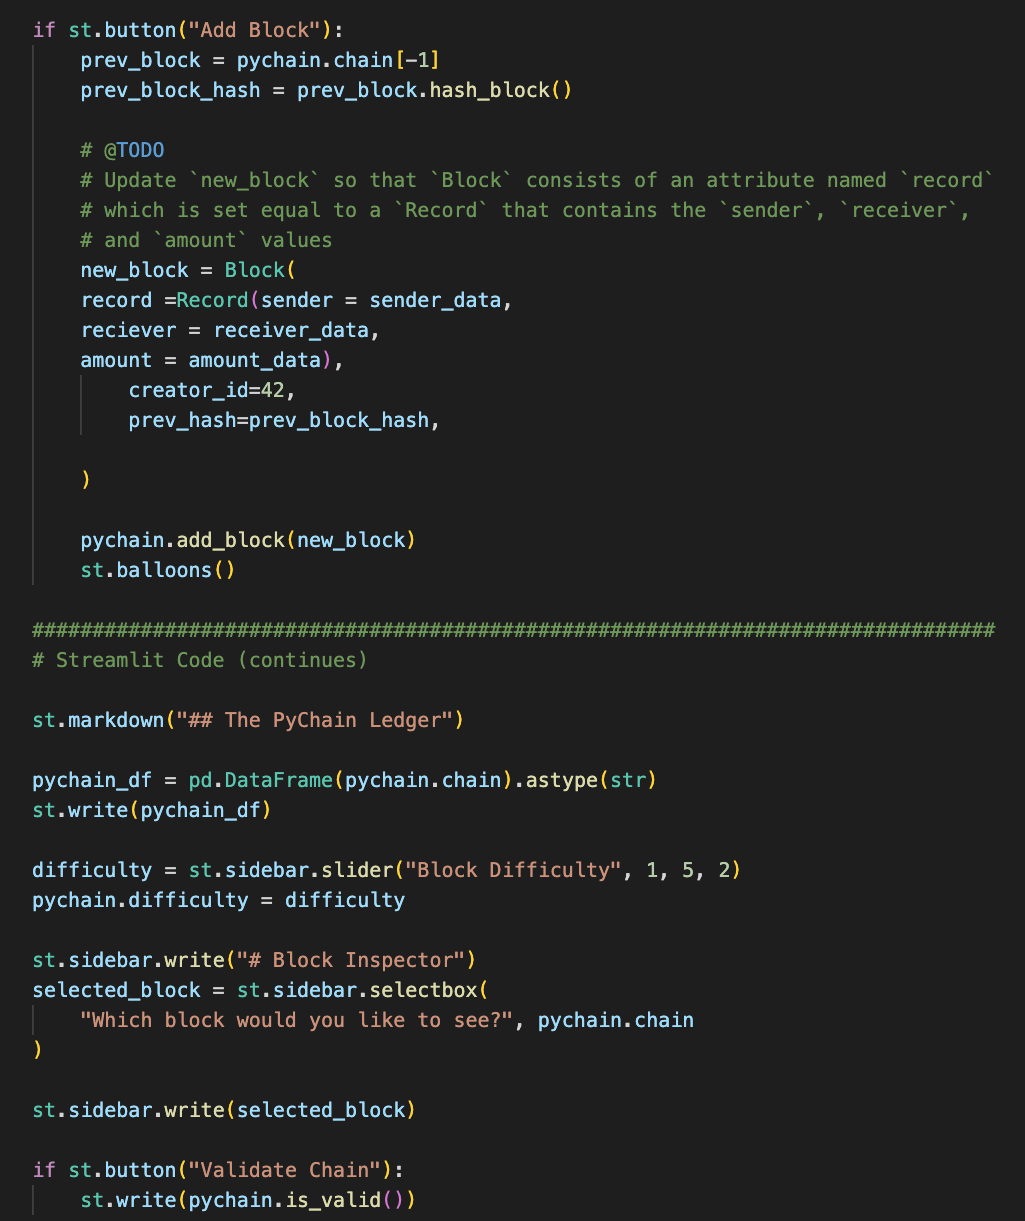 if st.button("Add Block"):
    prev_block = pychain.chain[-1]
    prev_block_hash = prev_block.hash_block()

    # @TODO
    # Update `new_block` so that `Block` consists of an attribute named `record`
    # which is set equal to a `Record` that contains the `sender`, `receiver`,
    # and `amount` values
    new_block = Block(
    record =Record(sender = sender_data,
    reciever = receiver_data,
    amount = amount_data),
        creator_id=42,
        prev_hash=prev_block_hash,

    )

    pychain.add_block(new_block)
    st.balloons()

################################################################################
# Streamlit Code (continues)

st.markdown("## The PyChain Ledger")

pychain_df = pd.DataFrame(pychain.chain).astype(str)
st.write(pychain_df)

difficulty = st.sidebar.slider("Block Difficulty", 1, 5, 2)
pychain.difficulty = difficulty

st.sidebar.write("# Block Inspector")
selected_block = st.sidebar.selectbox(
    "Which block would you like to see?", pychain.chain
)

st.sidebar.write(selected_block)

if st.button("Validate Chain"):
    st.write(pychain.is_valid())